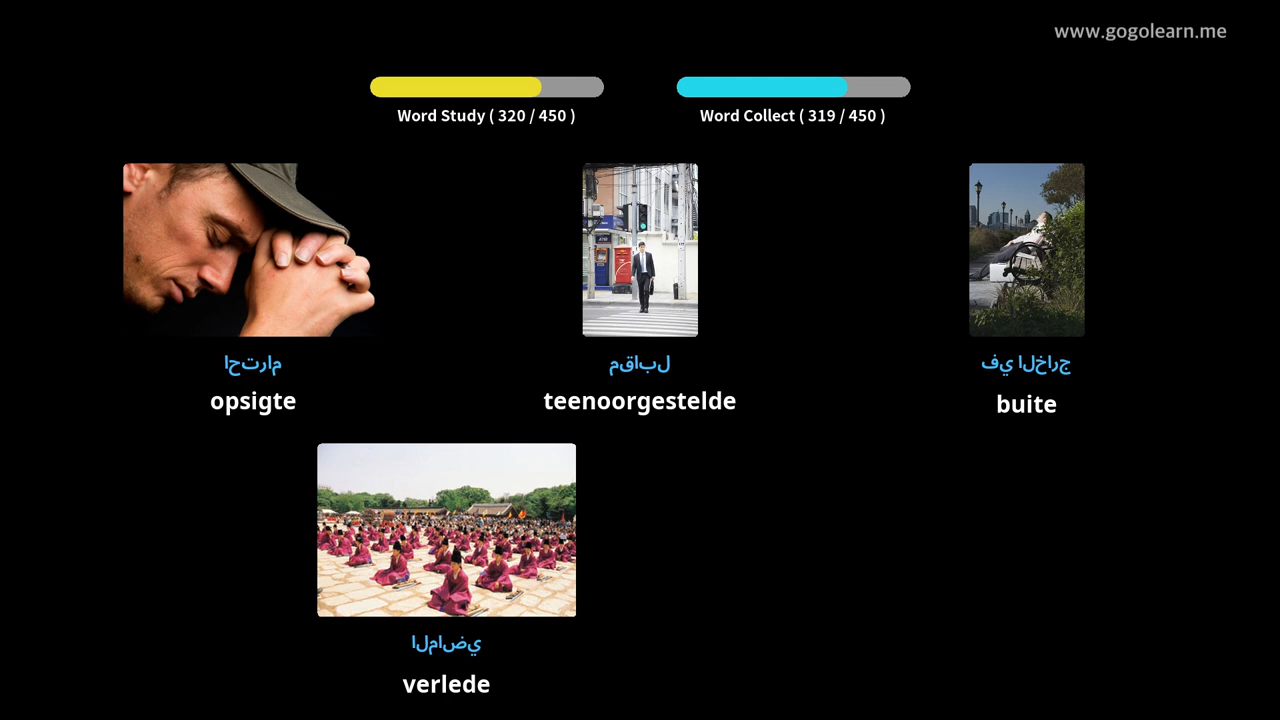 www.gogolearn.me
Word Study ( 320 / 450 )
Word Collect ( 319 / 450 )
احترام
مقابل
في الخارج
opsigte
teenoorgestelde
buite
الماضي
verlede